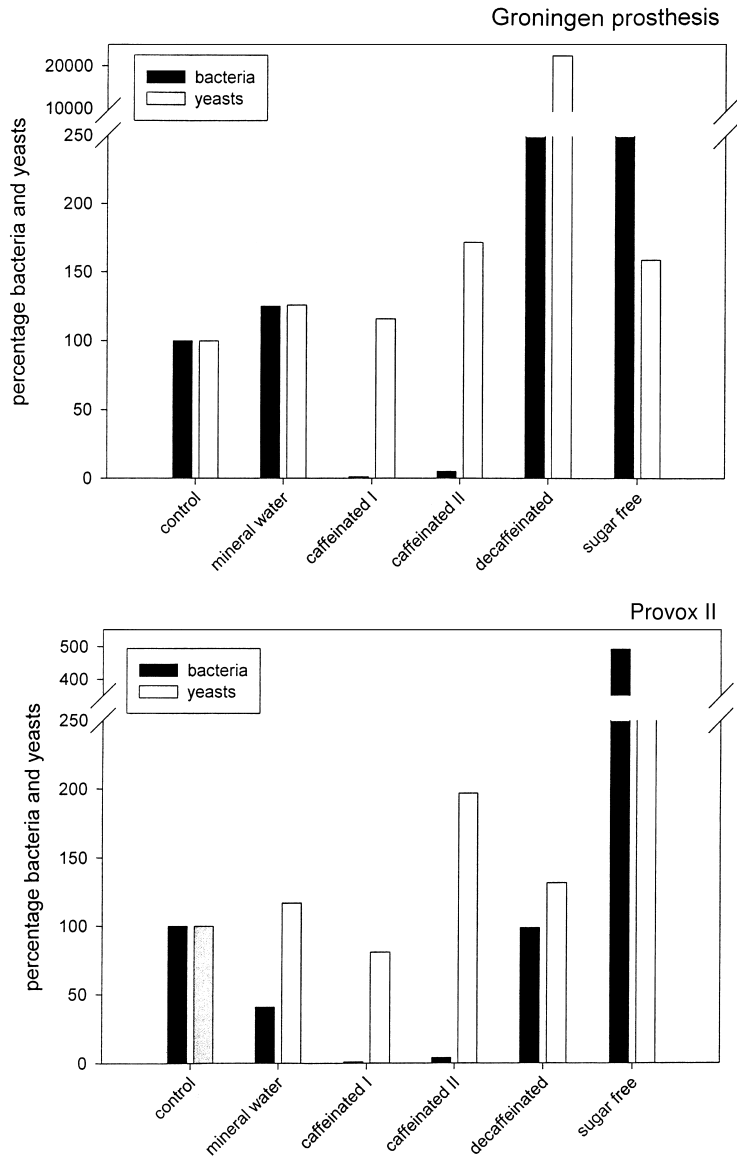 Groningen prosthesis
percentage bacteria and yeasts
20000
10000
250
200
150
100
50
0
bacteria
yeasts
control
mineral water
caffeinated I
caffeinated II
decaffeinated
sugar free
Provox II
percentage bacteria and yeasts
500
400
250
200
150
100
50
0
bacteria
yeasts
control
mineral water
caffeinated I
caffeinated II
decaffeinated
sugar free